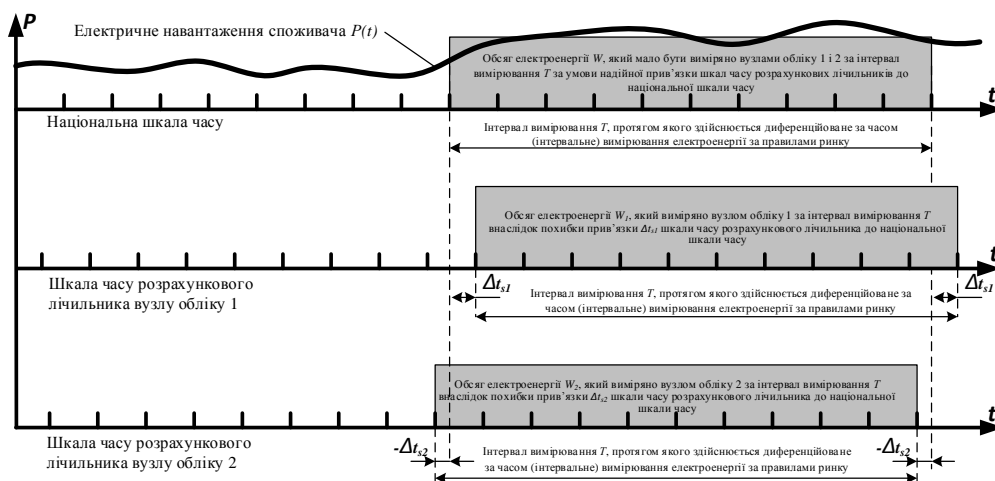 P
Електричне навантаження споживача P(t)
Обсяг електроенергії W, який мало бути виміряно вузлами обліку 1 і 2 за інтервал
вимірювання T за умови надійної прив’язки шкал часу розрахункових лічильників до
національної шкали часу
t
Національна шкала часу
Інтервал вимірювання T, протягом якого здійснюється диференційоване за часом
(інтервальне) вимірювання електроенергії за правилами ринку
Обсяг електроенергії W1, який виміряно вузлом обліку 1 за інтервал вимірювання T
внаслідок похибки прив’язки Δts1 шкали часу розрахункового лічильника до національної
шкали часу
t
Шкала часу розрахункового
лічильника вузлу обліку 1
Δts1
Інтервал вимірювання T, протягом якого здійснюється диференційоване за
часом (інтервальне) вимірювання електроенергії за правилами ринку
Δts1
Обсяг електроенергії W2, який виміряно вузлом обліку 2 за інтервал вимірювання T
внаслідок похибки прив’язки Δts2 шкали часу розрахункового лічильника до національної
шкали часу
t
Шкала часу розрахункового
лічильника вузлу обліку 2
-Δts2
Інтервал вимірювання T, протягом якого здійснюється диференційоване
за часом (інтервальне) вимірювання електроенергії за правилами ринку
-Δts2